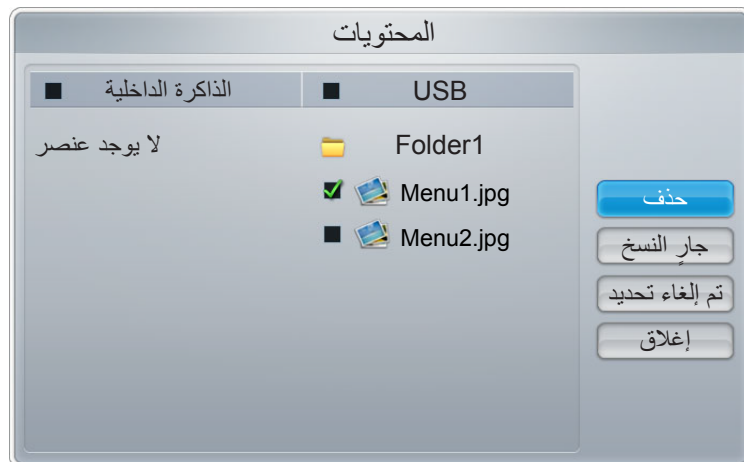 المحتويات
الذاكرة الداخلية
USB
لا يوجد عنصر
Folder1
Menu1.jpg
Menu2.jpg
حذف
جارٍ النسخ
تم إلغاء تحديد
إغلاق